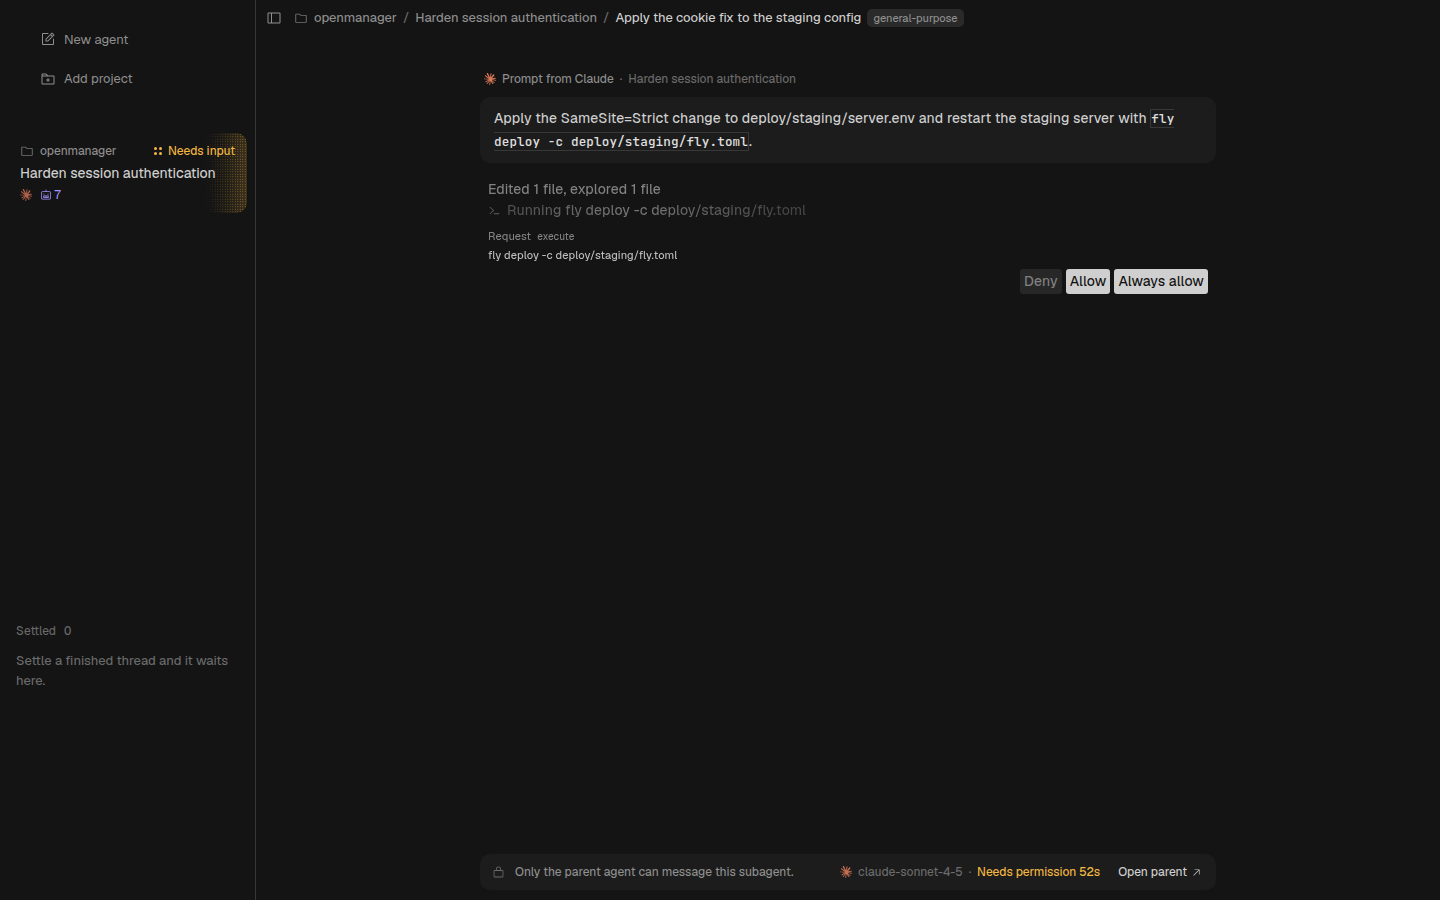 New agent
Add project
openmanager
Needs input
Harden session authentication
7
Settled 0
Settle a finished thread and it waits
here.
openmanager / Harden session authentication / Apply the cookie fix to the staging config general-purpose
Prompt from Claude · Harden session authentication
Apply the SameSite=Strict change to deploy/staging/server.env and restart the staging server with fly
deploy -c deploy/staging/fly.toml.
Edited 1 file, explored 1 file
Running fly deploy -c deploy/staging/fly.toml
Request execute
fly deploy -c deploy/staging/fly.toml
Deny Allow Always allow
Only the parent agent can message this subagent. claude-sonnet-4-5 · Needs permission 52s Open parent